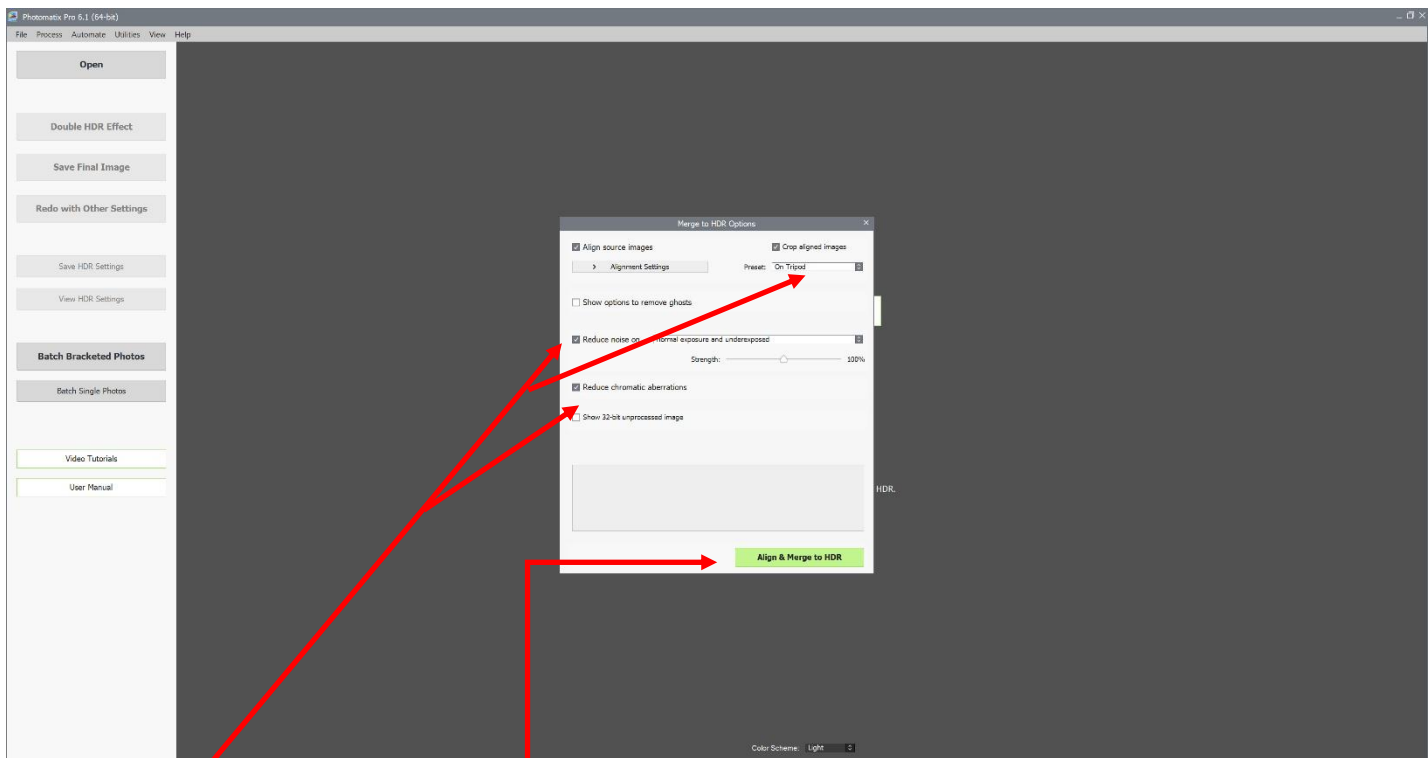 Photomatix Pro 6.1 (64-bit)
File Process Automate Utilities View Help
Open
Double HDR Effect
Save Final Image
Redo with Other Settings
Save HDR Settings
View HDR Settings
Batch Bracketed Photos
Batch Single Photos
Video Tutorials
User Manual
Merge to HDR Options
Align source images
Crop aligned images
Alignment Settings
Preset: On Tripod
Show options to remove ghosts
Reduce noise on normal exposure and underexposed
Strength: 100%
Reduce chromatic aberrations
Show 32-bit unprocessed image
HDR.
Align & Merge to HDR
Color Scheme: Light